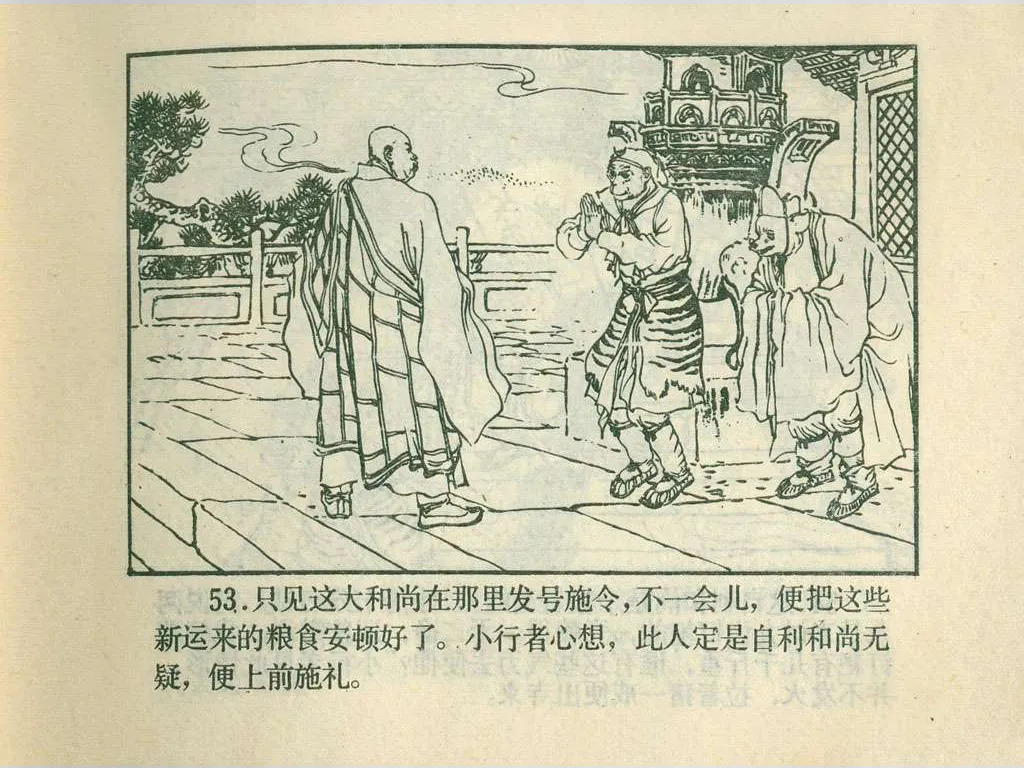 53.只见这大和尚在那里发号施令,不一会儿,便把这些
新运来的粮食安顿好了。小行者心想,此人定是自利和尚无
疑,便上前施礼。